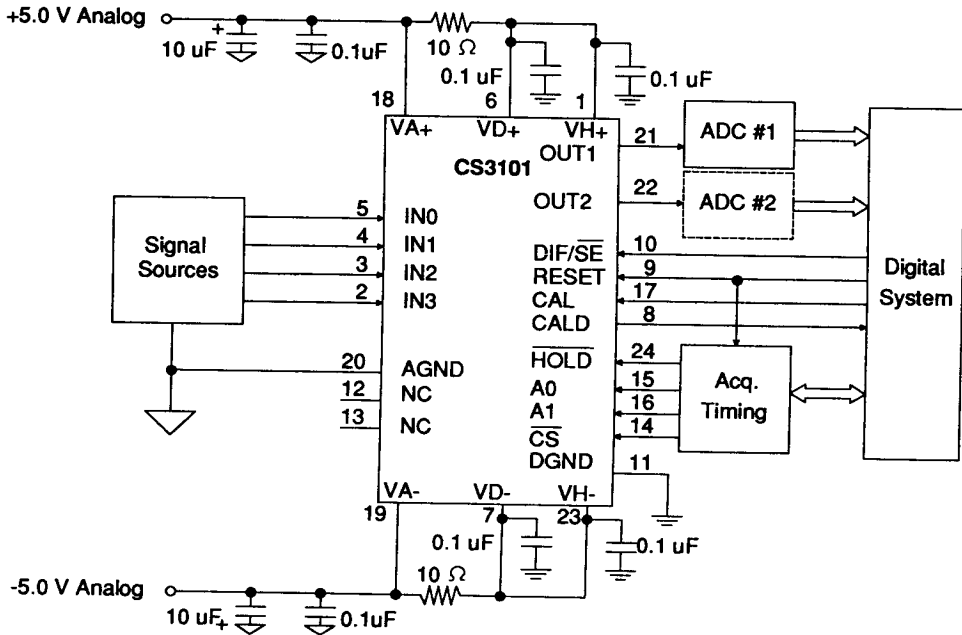 +5.0 V Analog
10 uF
+
0.1uF
10 Ω
0.1 uF
0.1 uF
18
6
1
VA+
VD+
VH+
CS3101
OUT1
21
ADC #1
OUT2
22
ADC #2
Signal
Sources
5
IN0
4
IN1
3
IN2
2
IN3
DIF/S̅E̅
10
RESET
9
CAL
17
CALD
8
Digital
System
20
AGND
12
NC
13
NC
H̅O̅L̅D̅
24
A0
15
A1
16
C̅S̅
14
DGND
11
Acq.
Timing
VA-
VD-
VH-
19
7
23
0.1 uF
0.1 uF
10 Ω
-5.0 V Analog
10 uF
+
0.1uF